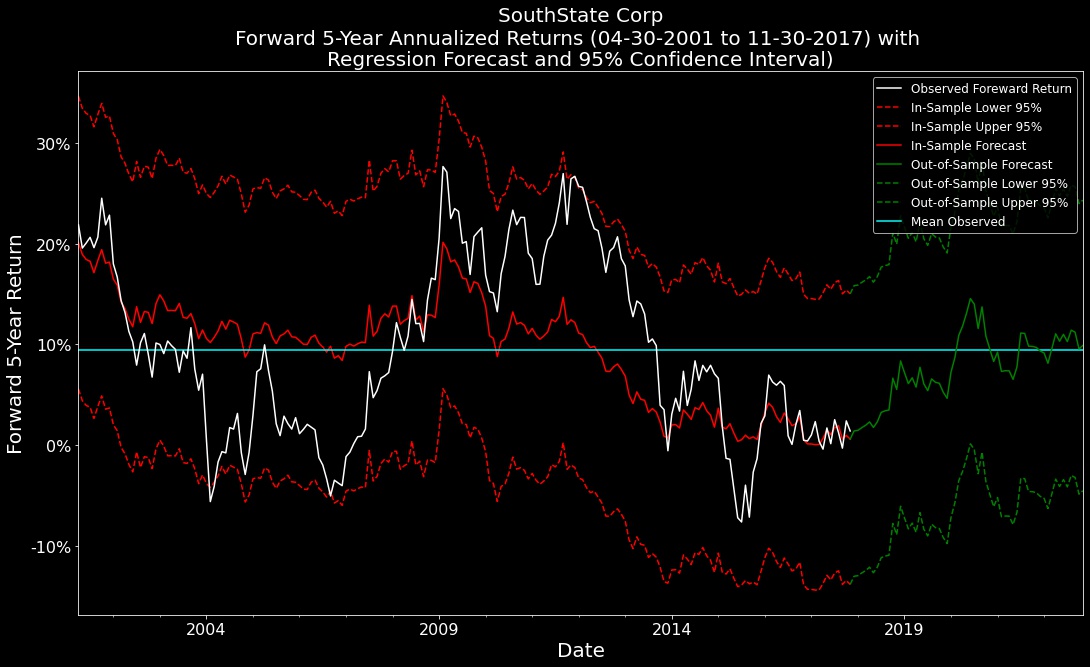 SouthState Corp
Forward 5-Year Annualized Returns (04-30-2001 to 11-30-2017) with
Regression Forecast and 95% Confidence Interval)
Observed Foreward Return
In-Sample Lower 95%
In-Sample Upper 95%
In-Sample Forecast
Out-of-Sample Forecast
Out-of-Sample Lower 95%
Out-of-Sample Upper 95%
Mean Observed
Forward 5-Year Return
30%
20%
10%
0%
-10%
2004
2009
2014
2019
Date